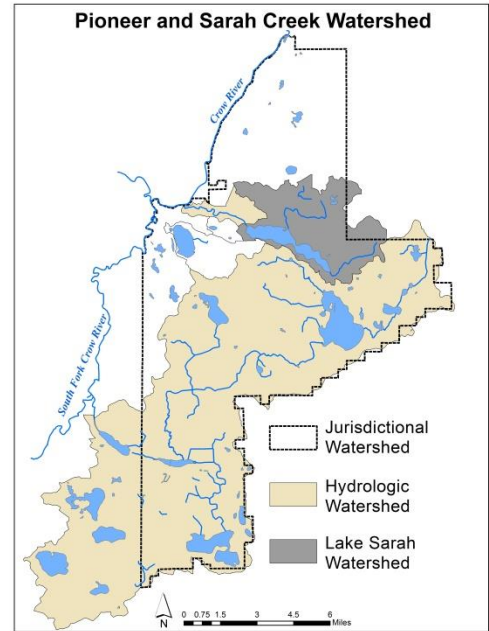 Pioneer and Sarah Creek Watershed
Crow River
South Fork Crow River
Jurisdictional
Watershed
Hydrologic
Watershed
Lake Sarah
Watershed
N
0 0.75 1.5 3 4.5 6
Miles